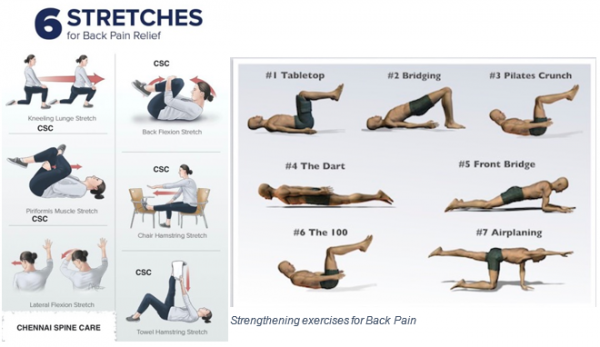 6 STRETCHES
for Back Pain Relief
Kneeling Lunge Stretch
CSC
CSC
Back Flexion Stretch
Piriformis Muscle Stretch
CSC
CSC
Chair Hamstring Stretch
Lateral Flexion Stretch
CSC
Towel Hamstring Stretch
CHENNAI SPINE CARE
#1 Tabletop
#2 Bridging
#3 Pilates Crunch
#4 The Dart
#5 Front Bridge
#6 The 100
#7 Airplaning
Strengthening exercises for Back Pain